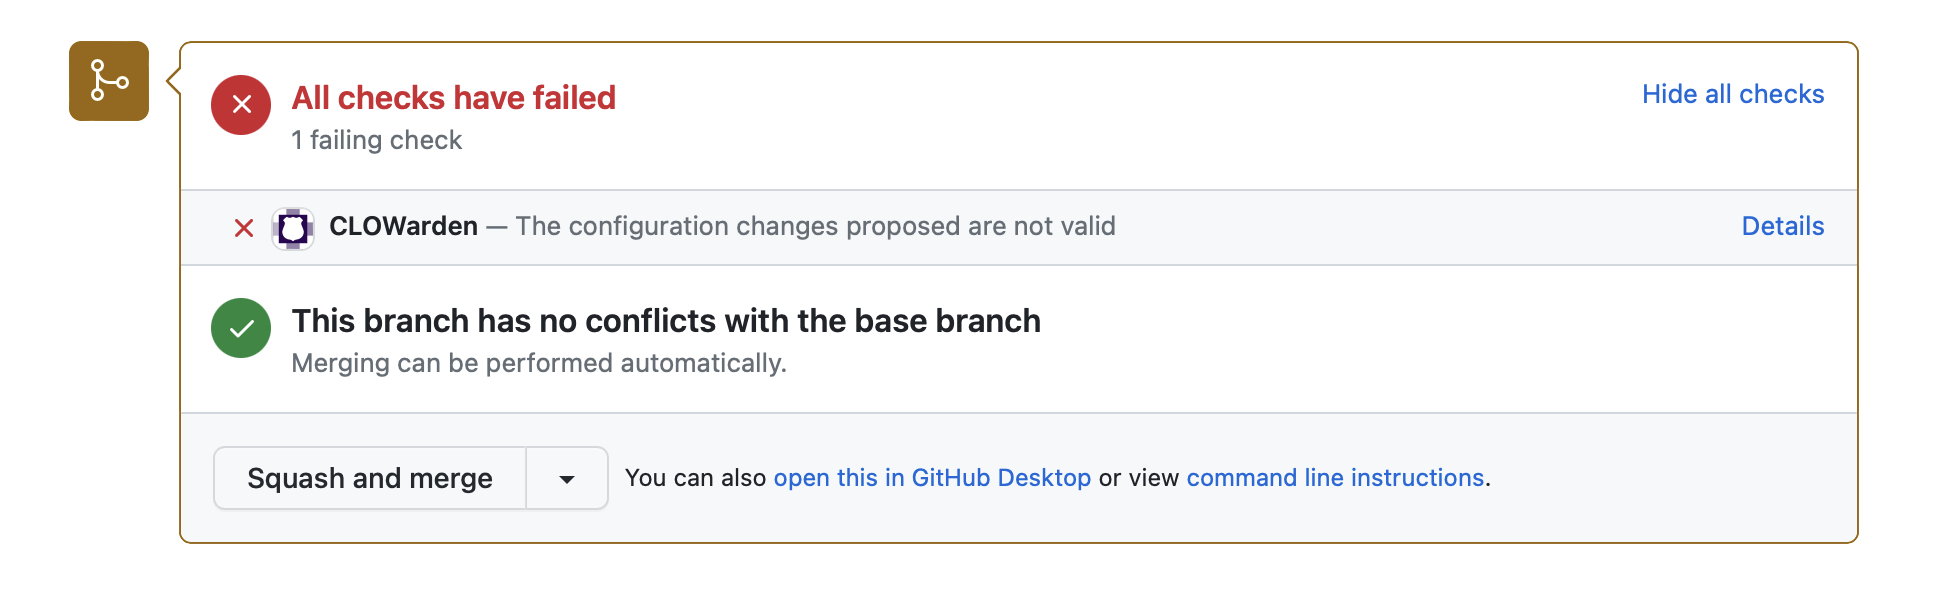 All checks have failed
Hide all checks
1 failing check
CLOWarden — The configuration changes proposed are not valid
Details
This branch has no conflicts with the base branch
Merging can be performed automatically.
Squash and merge
You can also open this in GitHub Desktop or view command line instructions.